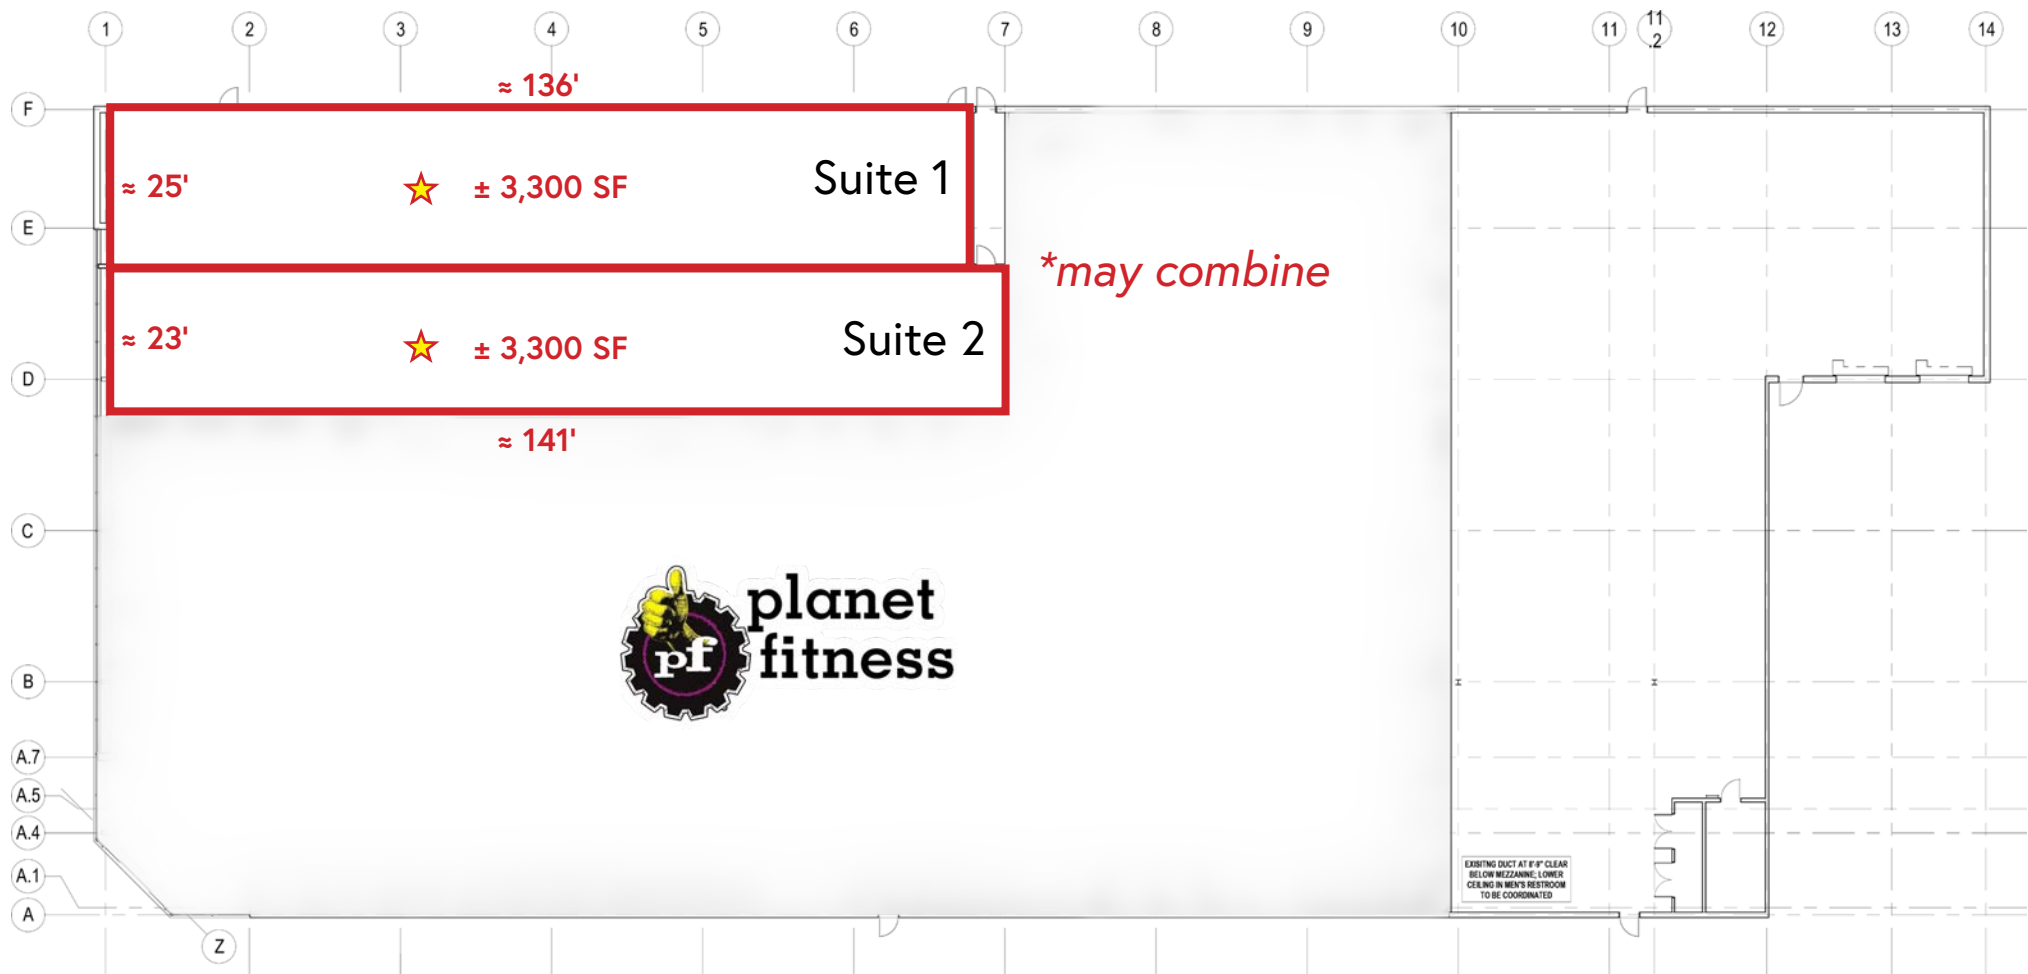 1 2 3 4 5 6 7 8 9 10 11 11.2 12 13 14
≈ 136'
F
≈ 25'
± 3,300 SF
Suite 1
E
*may combine
≈ 23'
± 3,300 SF
Suite 2
D
≈ 141'
C
planet
fitness
pf
B
A.7
A.5
A.4
EXISITNG DUCT AT 8'-9" CLEAR
BELOW MEZZANINE; LOWER
CEILING IN MEN'S RESTROOM
TO BE COORDINATED
A.1
A
Z